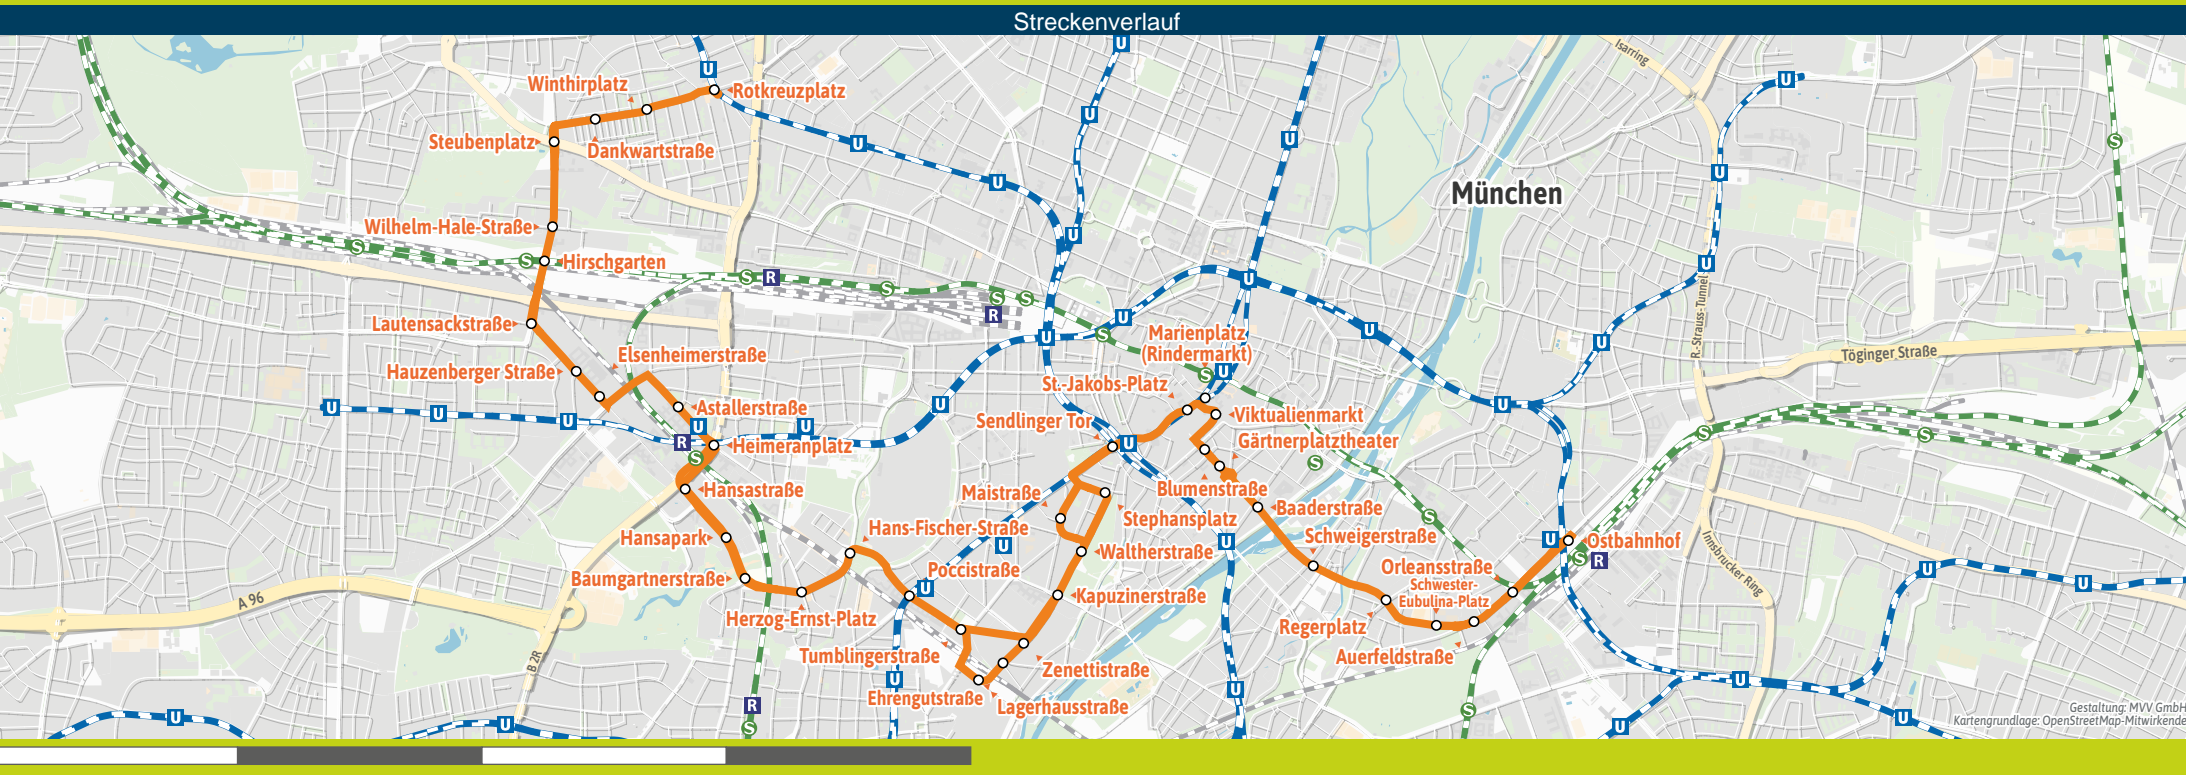 Streckenverlauf
Isarring
Winthirplatz
Rotkreuzplatz
U
U
U
U
U
U
S
Steubenplatz
Dankwartstraße
U
U
U
München
Wilhelm-Hale-Straße
U
S
S
Hirschgarten
S
R
S
S
S
R
U
U
R.-Strauss-Tunnel
Lautensackstraße
U
U
S
U
U
Marienplatz
(Rindermarkt)
Töginger Straße
Elsenheimerstraße
Hauzenberger Straße
St.-Jakobs-Platz
S
U
Astallerstraße
U
U
U
U
U
U
U
Sendlinger Tor
Viktualienmarkt
R
Heimeranplatz
U
Gärtnerplatztheater
S
S
S
S
Hansastraße
Maistraße
Blumenstraße
Baaderstraße
Stephansplatz
S
Hans-Fischer-Straße
Hansapark
U
Waltherstraße
U
Schweigerstraße
U
Ostbahnhof
S
R
Baumgartnerstraße
Poccistraße
Orleansstraße
Schwester-
Eubulina-Platz
U
Innsbrucker Ring
U
U
A 96
Kapuzinerstraße
Herzog-Ernst-Platz
Regerplatz
Tumblingerstraße
Auerfeldstraße
B 2R
Zenettistraße
U
U
U
Ehrengutstraße
Lagerhausstraße
R
S
S
U
U
U
U
Gestaltung: MVV GmbH
Kartengrundlage: OpenStreetMap-Mitwirkende